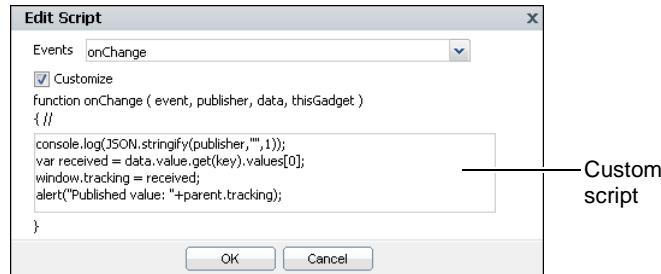 Edit Script x
Events onChange
Customize
function onChange ( event, publisher, data, thisGadget )
{ //
console.log(JSON.stringify(publisher,"",1));
var received = data.value.get(key).values[0];
window.tracking = received;
alert("Published value: "+parent.tracking);
}
OK Cancel
Custom
script